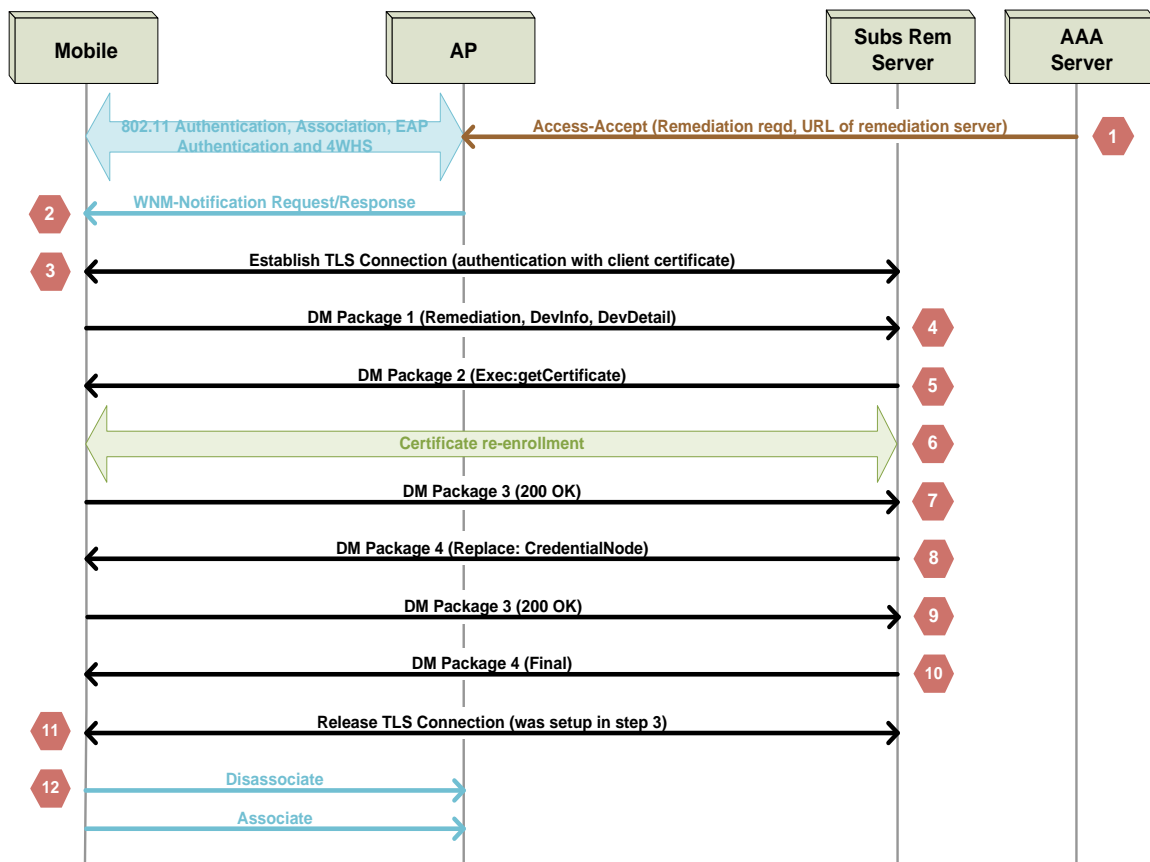 Mobile
AP
Subs Rem
Server
AAA
Server
802.11 Authentication, Association, EAP
Authentication and 4WHS
Access-Accept (Remediation reqd, URL of remediation server)
1
2
WNM-Notification Request/Response
3
Establish TLS Connection (authentication with client certificate)
DM Package 1 (Remediation, DevInfo, DevDetail)
4
DM Package 2 (Exec:getCertificate)
5
Certificate re-enrollment
6
DM Package 3 (200 OK)
7
DM Package 4 (Replace: CredentialNode)
8
DM Package 3 (200 OK)
9
DM Package 4 (Final)
10
11
Release TLS Connection (was setup in step 3)
12
Disassociate
Associate